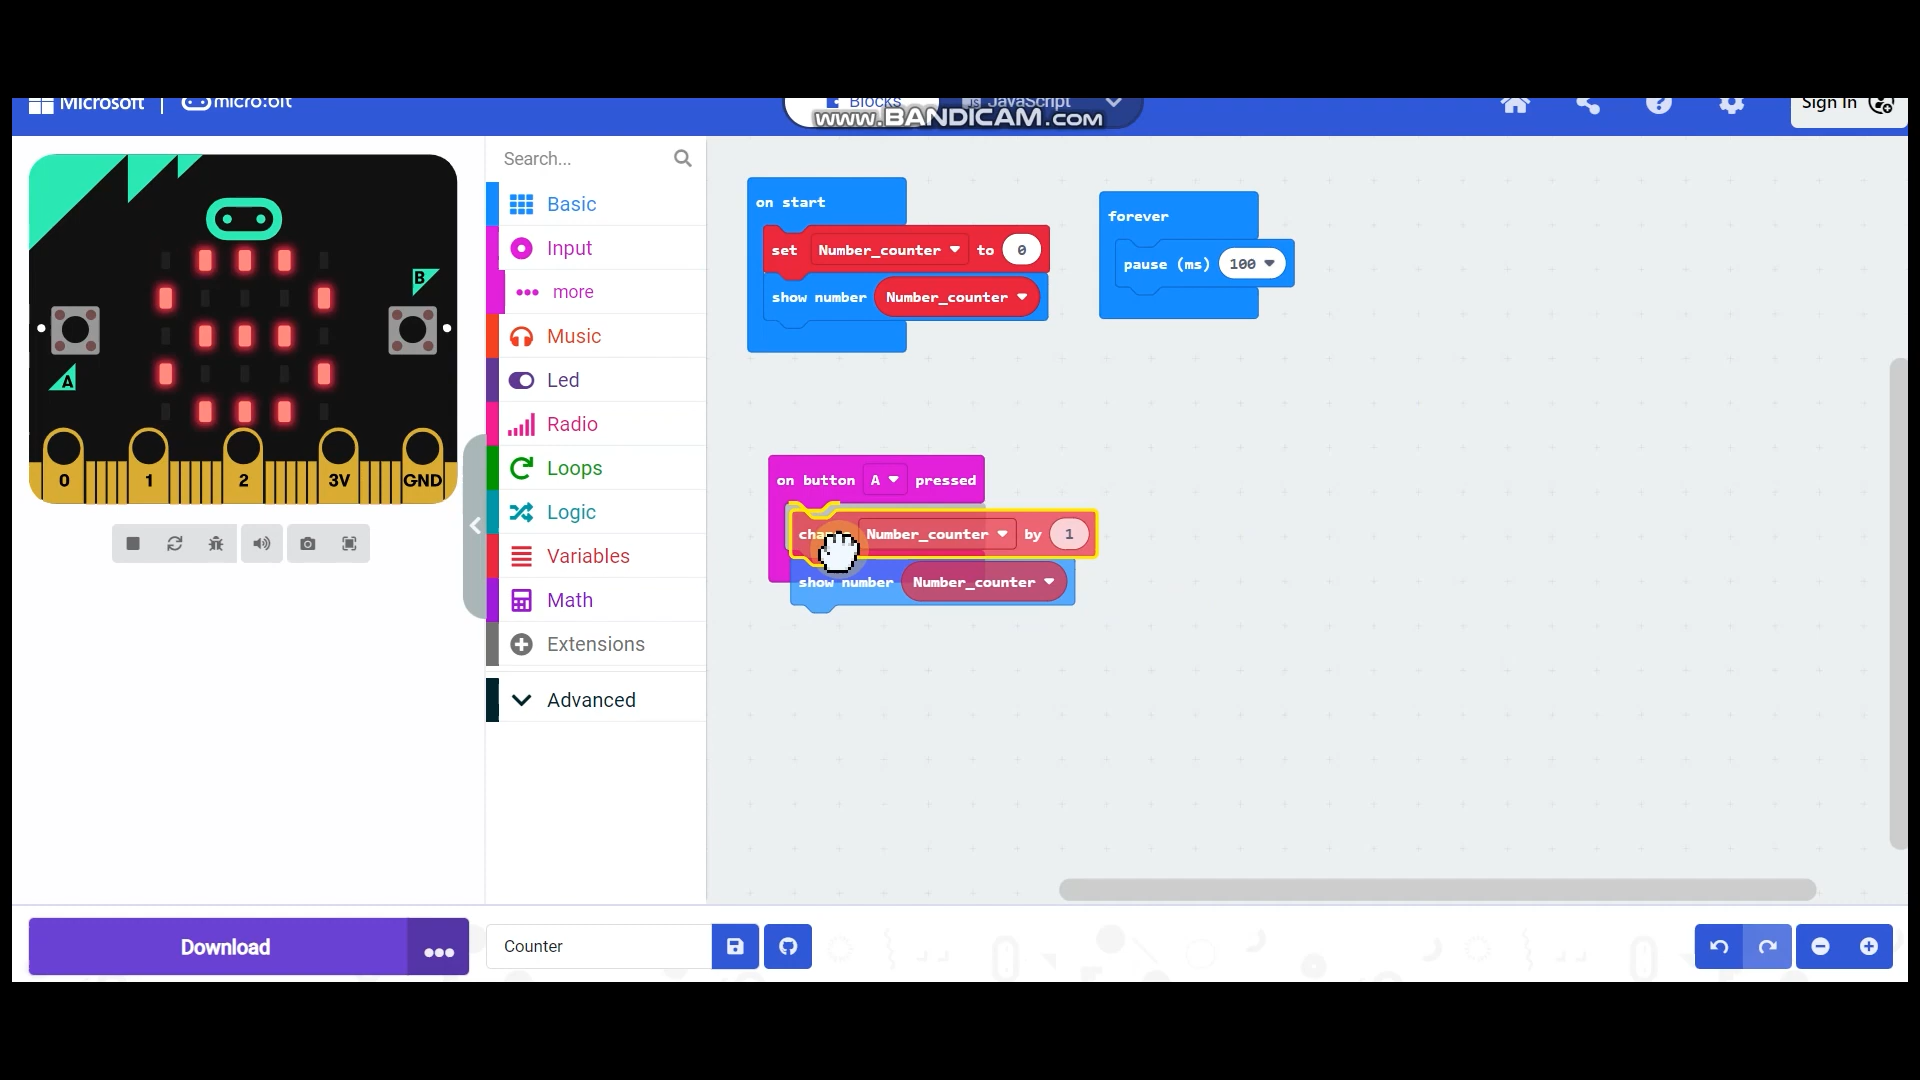 Microsoft | micro:bit
Blocks JavaScript
www.BANDICAM.com
Sign In
Search...
Basic
Input
more
Music
Led
Radio
Loops
Logic
Variables
Math
Extensions
Advanced
B
A
0 1 2 3V GND
on start
set Number_counter to 0
show number Number_counter
forever
pause (ms) 100
on button A pressed
Number_counter by 1
show number Number_counter
Download
Counter